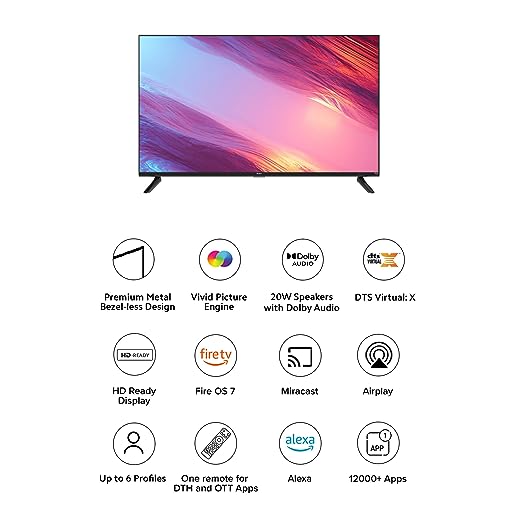 Dolby
AUDIO
dts
VIRTUAL X
Premium Metal
Bezel-less Design
Vivid Picture
Engine
20W Speakers
with Dolby Audio
DTS Virtual: X
HD READY
firetv
HD Ready
Display
Fire OS 7
Miracast
Airplay
alexa
1
APP
Up to 6 Profiles
One remote for
DTH and OTT Apps
Alexa
12000+ Apps